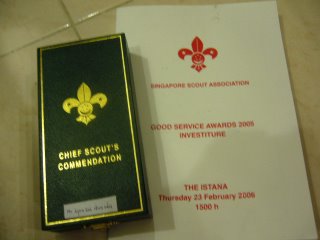 CHIEF SCOUT'S
COMMENDATION
SINGAPORE SCOUT ASSOCIATION
GOOD SERVICE AWARDS 2005
INVESTITURE
THE ISTANA
Thursday 23 February 2006
1500 h